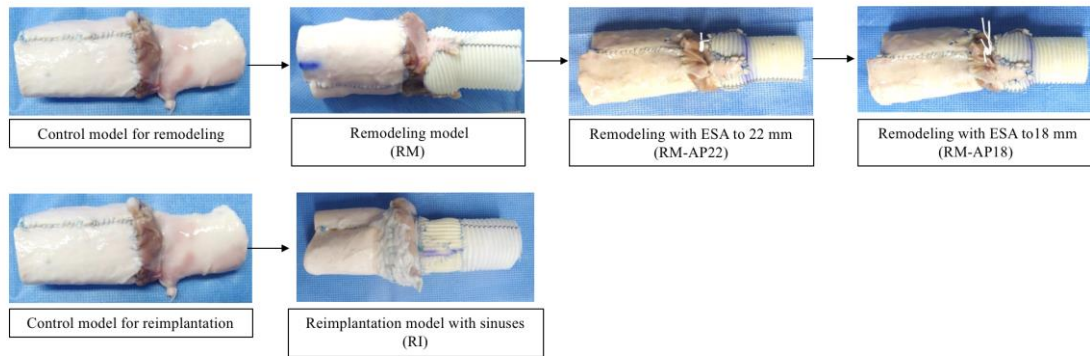 Control model for remodeling
Remodeling model
(RM)
Remodeling with ESA to 22 mm
(RM-AP22)
Remodeling with ESA to18 mm
(RM-AP18)
Control model for reimplantation
Reimplantation model with sinuses
(RI)